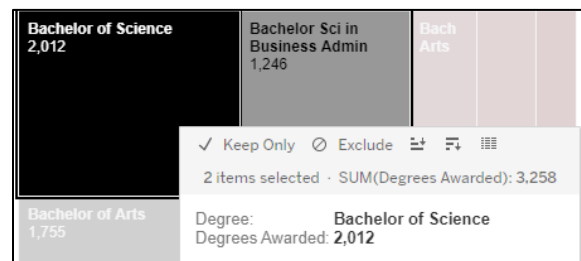 Bachelor of Science
2,012
Bachelor Sci in
Business Admin
1,246
Bach
Arts
Keep Only Exclude
2 items selected · SUM(Degrees Awarded): 3,258
Bachelor of Arts
1,755
Degree: Bachelor of Science
Degrees Awarded: 2,012